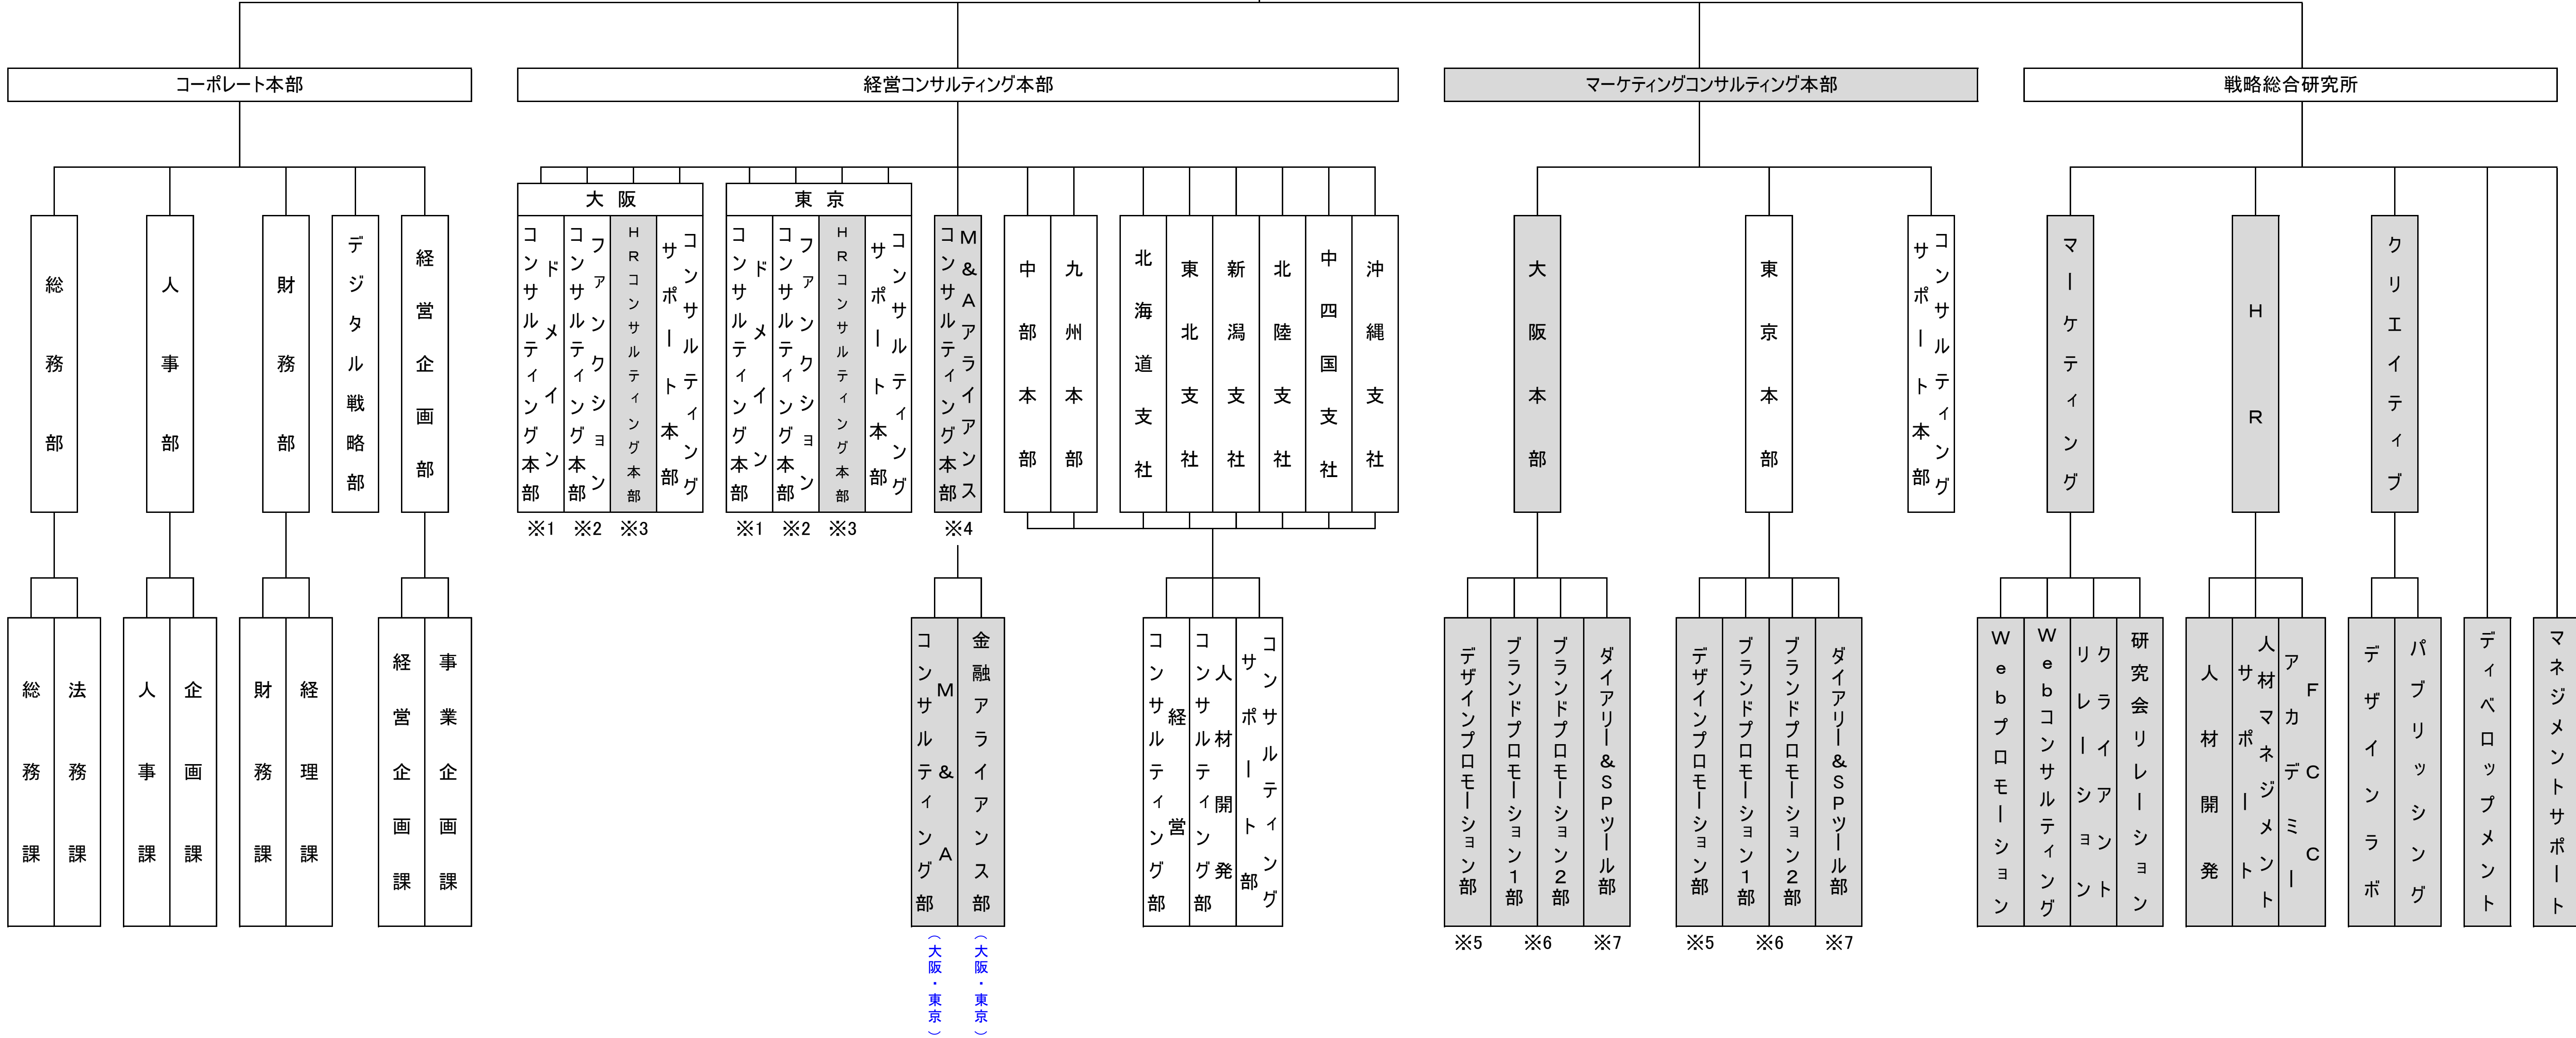 コーポレート本部
経営コンサルティング本部
マーケティングコンサルティング本部
戦略総合研究所
大 阪
東 京
総務部
人事部
財務部
デジタル戦略部
経営企画部
ドメインコンサルティング本部
ファンクションコンサルティング本部
HRコンサルティング本部
コンサルティングサポート本部
ドメインコンサルティング本部
ファンクションコンサルティング本部
HRコンサルティング本部
コンサルティングサポート本部
M&Aアライアンスコンサルティング本部
中部本部
九州本部
北海道支社
東北支社
新潟支社
北陸支社
中四国支社
沖縄支社
大阪本部
東京本部
コンサルティングサポート本部
マーケティング
HR
クリエイティブ
※1
※2
※3
※1
※2
※3
※4
総務課
法務課
人事課
企画課
財務課
経理課
経営企画課
事業企画課
M&Aコンサルティング部
金融アライアンス部
経営コンサルティング部
人材開発コンサルティング部
コンサルティングサポート部
デザインプロモーション部
ブランドプロモーション1部
ブランドプロモーション2部
ダイアリー&SPツール部
デザインプロモーション部
ブランドプロモーション1部
ブランドプロモーション2部
ダイアリー&SPツール部
Webプロモーション
Webコンサルティング
クライアントリレーション
研究会リレーション
人材開発
人材マネジメントサポート
FCCアカデミー
デザインラボ
パブリッシング
ディベロップメント
マネジメントサポート
※5
※6
※7
※5
※6
※7
(大阪・東京)
(大阪・東京)